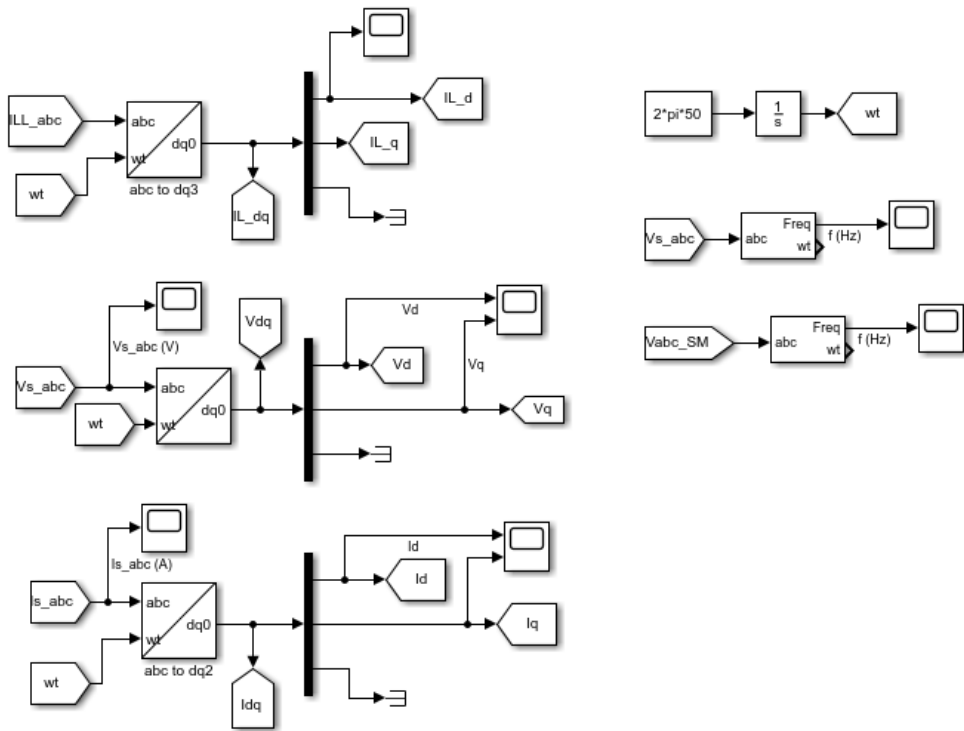 ILL_abc
abc
wt
dq0
wt
abc to dq3
IL_dq
IL_d
IL_q
2*pi*50
1
s
wt
Vs_abc
abc
Freq
wt
f (Hz)
Vabc_SM
abc
Freq
wt
f (Hz)
Vs_abc (V)
Vs_abc
abc
wt
dq0
wt
Vdq
Vd
Vd
Vq
Vq
Is_abc (A)
Is_abc
abc
wt
dq0
wt
abc to dq2
Idq
Id
Id
Iq